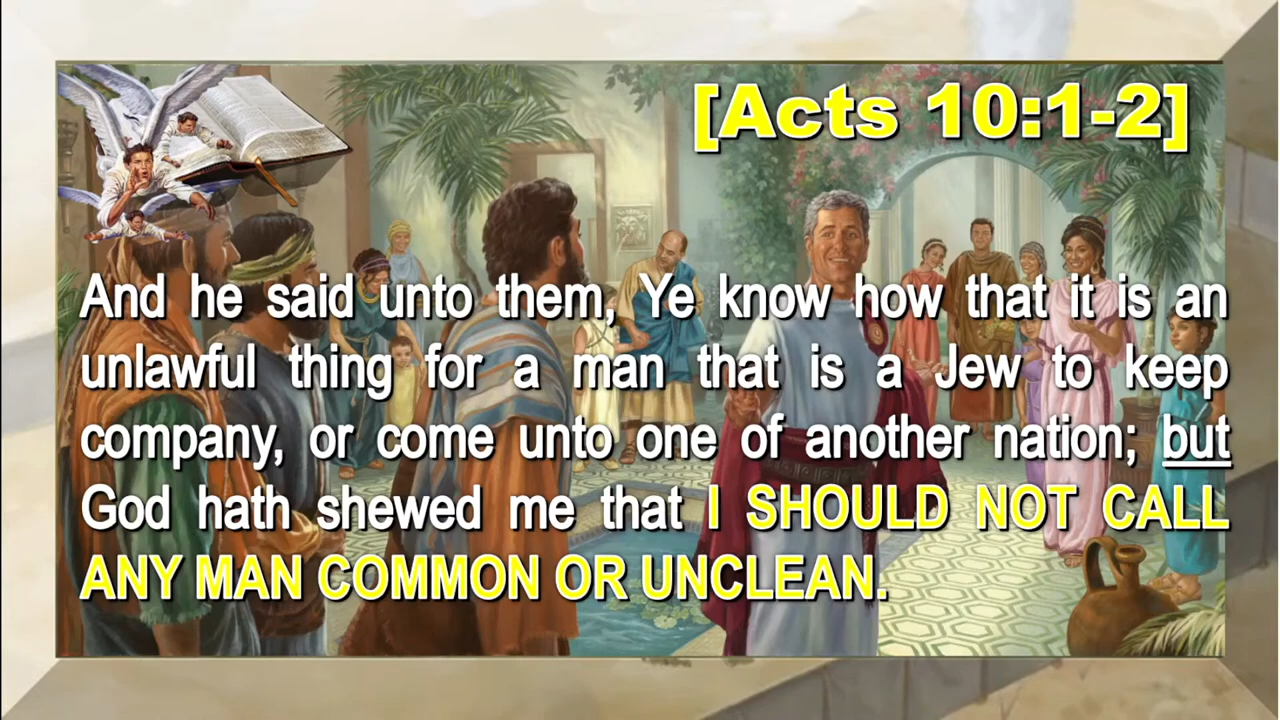 [Acts 10:1-2]
And he said unto them, Ye know how that it is an
unlawful thing for a man that is a Jew to keep
company, or come unto one of another nation; but
God hath shewed me that I SHOULD NOT CALL
ANY MAN COMMON OR UNCLEAN.